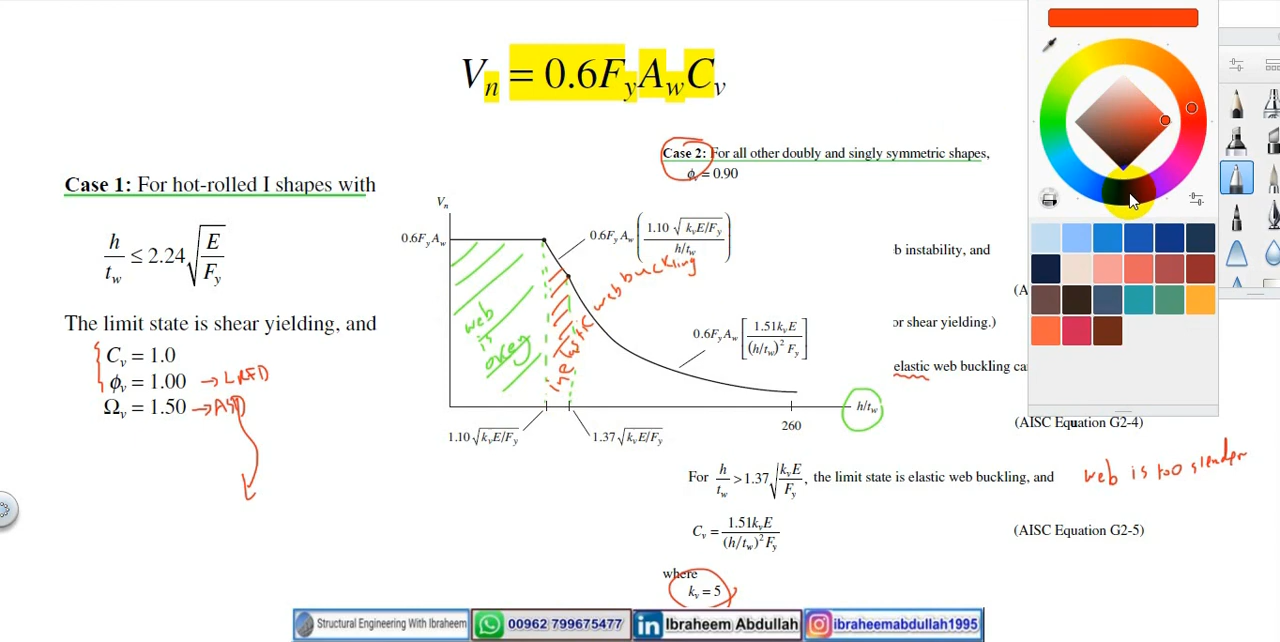 Vn = 0.6FyAwCv
Case 1: For hot-rolled I shapes with
h/tw ≤ 2.24√(E/Fy)
The limit state is shear yielding, and
Cv = 1.0
ϕv = 1.00 → LRFD
Ωv = 1.50 → ASD
Case 2: For all other doubly and singly symmetric shapes,
ϕv = 0.90
Vn
0.6FyAw
0.6FyAw (1.10 √kvE/Fy / h/tw)
web
is
okey
inelastic web buckling
0.6FyAw [1.51kvE / (h/tw)² Fy]
h/tw
260
1.10 √kvE/Fy
1.37 √kvE/Fy
b instability, and
(A
or shear yielding.)
elastic web buckling ca
(AISC Equation G2-4)
For h/tw > 1.37√(kvE/Fy), the limit state is elastic web buckling, and
web is too slender
Cv = 1.51kvE / (h/tw)²Fy
(AISC Equation G2-5)
where
kv = 5
Structural Engineering With Ibraheem
00962 799675477
in Ibraheem Abdullah
ibraheemabdullah1995